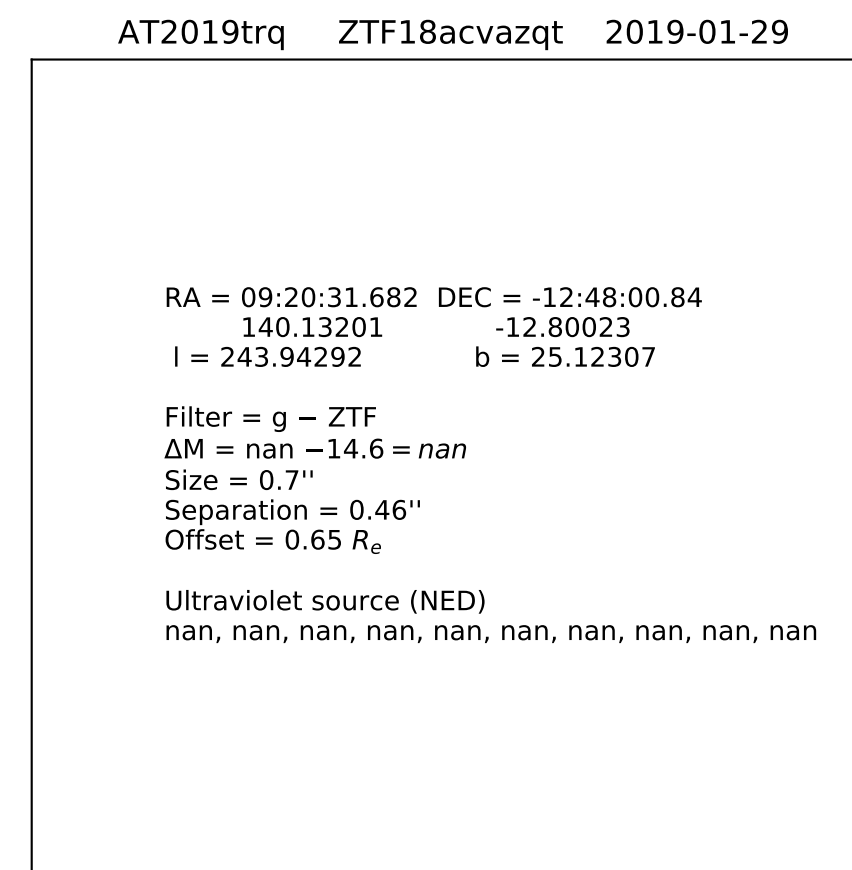 AT2019trq ZTF18acvazqt 2019-01-29
RA = 09:20:31.682 DEC = -12:48:00.84
140.13201 -12.80023
l = 243.94292 b = 25.12307
Filter = g − ZTF
ΔM = nan −14.6 = nan
Size = 0.7''
Separation = 0.46''
Offset = 0.65 Rₑ
Ultraviolet source (NED)
nan, nan, nan, nan, nan, nan, nan, nan, nan, nan